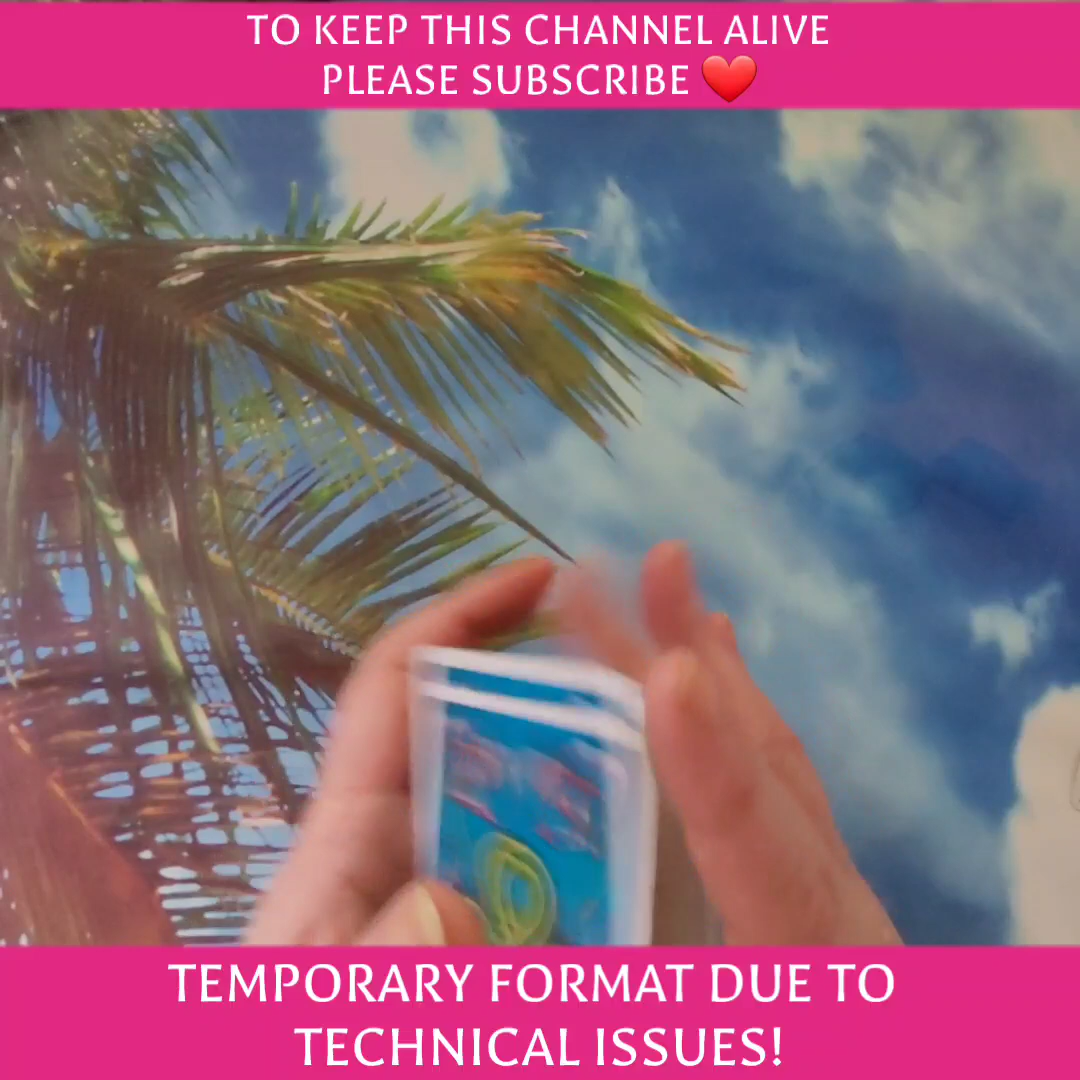 TO KEEP THIS CHANNEL ALIVE
PLEASE SUBSCRIBE ❤️
TEMPORARY FORMAT DUE TO
TECHNICAL ISSUES!